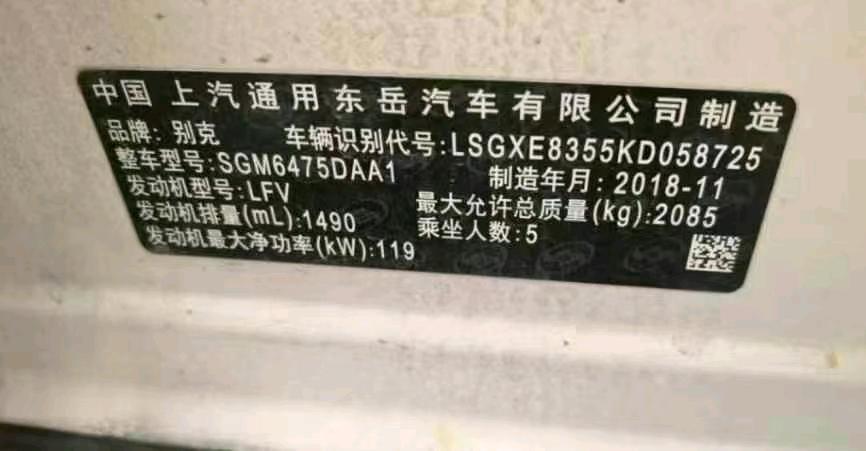 中国 上汽通用东岳汽车有限公司制造
品牌: 别克 车辆识别代号:LSGXE8355KD058725
整车型号:SGM6475DAA1 制造年月: 2018-11
发动机型号:LFV 最大允许总质量(kg):2085
发动机排量(mL):1490 乘坐人数:5
发动机最大净功率(kW):119